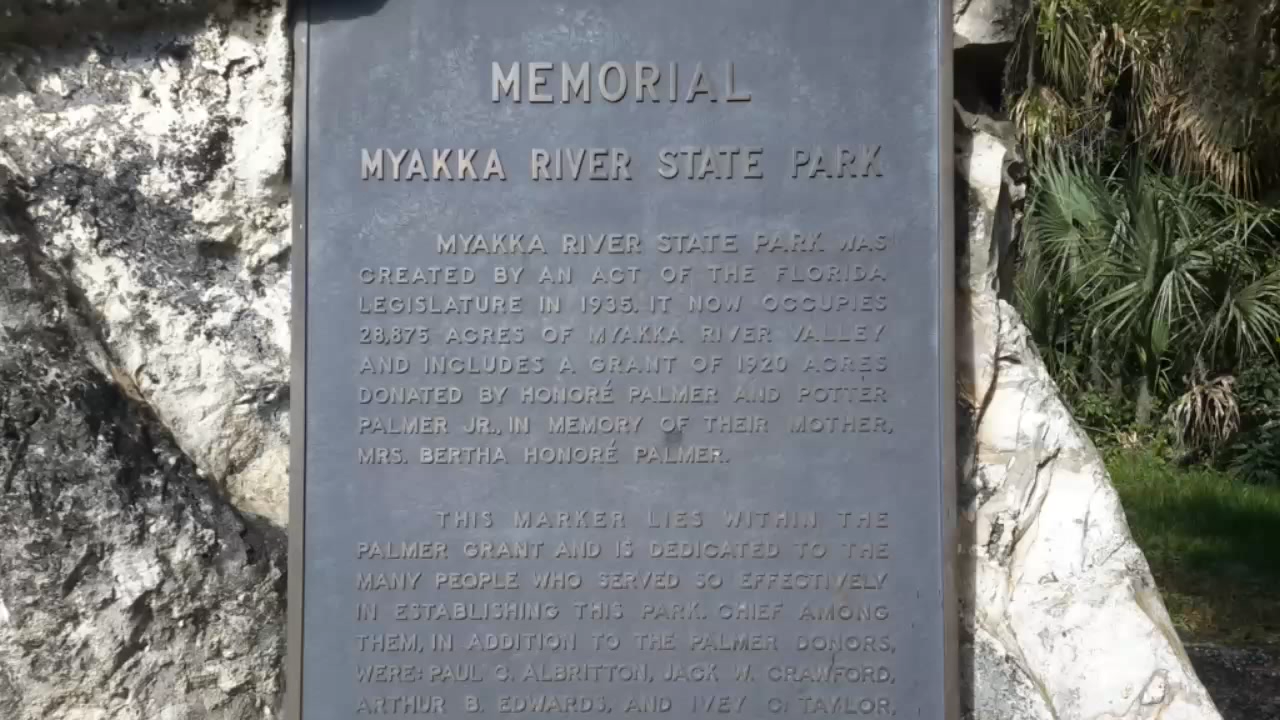 MEMORIAL
MYAKKA RIVER STATE PARK
MYAKKA RIVER STATE PARK WAS
CREATED BY AN ACT OF THE FLORIDA
LEGISLATURE IN 1935. IT NOW OCCUPIES
28,875 ACRES OF MYAKKA RIVER VALLEY
AND INCLUDES A GRANT OF 1920 ACRES
DONATED BY HONORÉ PALMER AND POTTER
PALMER JR., IN MEMORY OF THEIR MOTHER,
MRS. BERTHA HONORÉ PALMER.
THIS MARKER LIES WITHIN THE
PALMER GRANT AND IS DEDICATED TO THE
MANY PEOPLE WHO SERVED SO EFFECTIVELY
IN ESTABLISHING THIS PARK. CHIEF AMONG
THEM, IN ADDITION TO THE PALMER DONORS,
WERE: PAUL C. ALBRITTON, JACK W. CRAWFORD,
ARTHUR B. EDWARDS, AND IVEY C. TAYLOR.